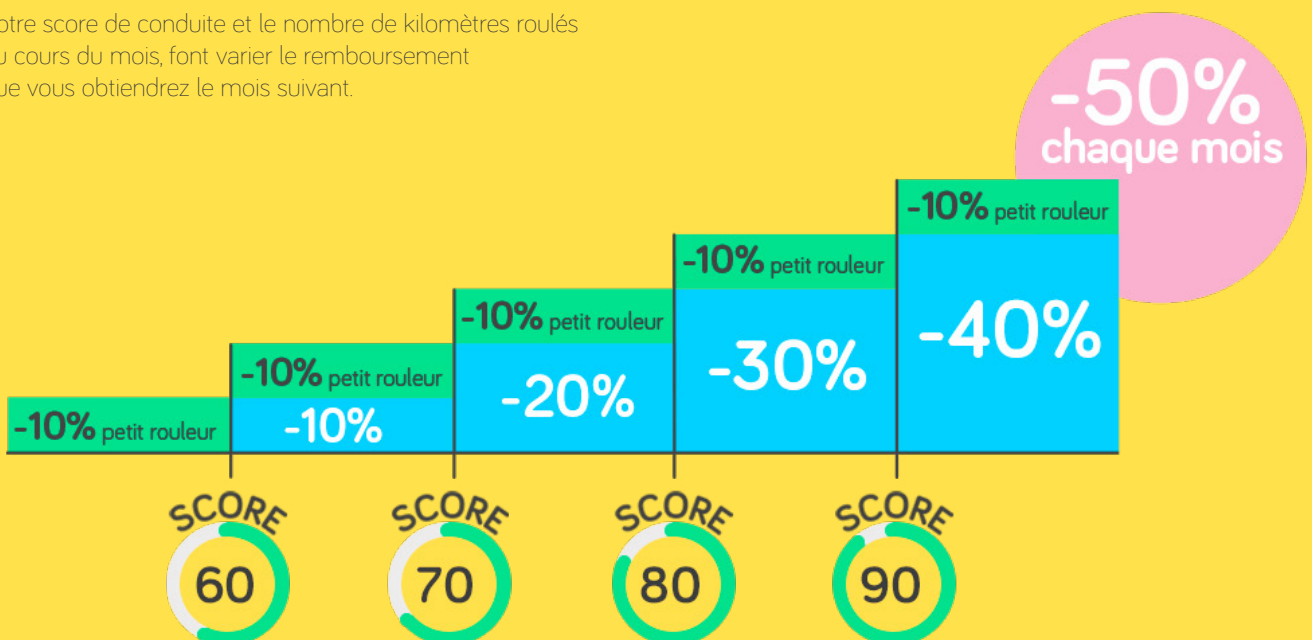 otre score de conduite et le nombre de kilomètres roulés
u cours du mois, font varier le remboursement
ue vous obtiendrez le mois suivant.
-50%
chaque mois
-10% petit rouleur
-10% petit rouleur
-10% petit rouleur
-10% petit rouleur
-10% petit rouleur
-10%
-20%
-30%
-40%
SCORE
60
SCORE
70
SCORE
80
SCORE
90